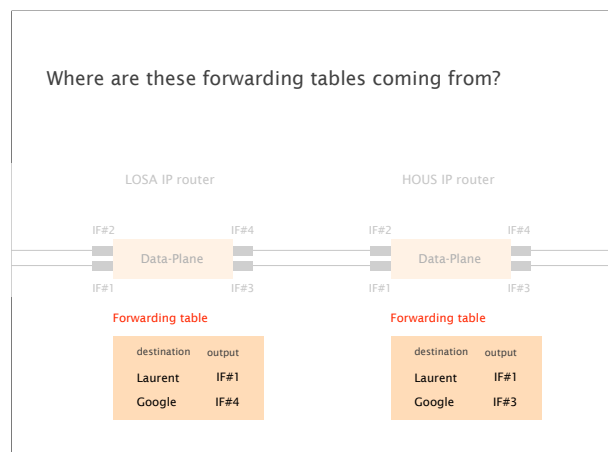 Where are these forwarding tables coming from?
LOSA IP router HOUS IP router
IF#2 IF#4 IF#2 IF#4
Data-Plane Data-Plane
IF#1 IF#3 IF#1 IF#3
Forwarding table Forwarding table
destination output destination output
Laurent IF#1 Laurent IF#1
Google IF#4 Google IF#3